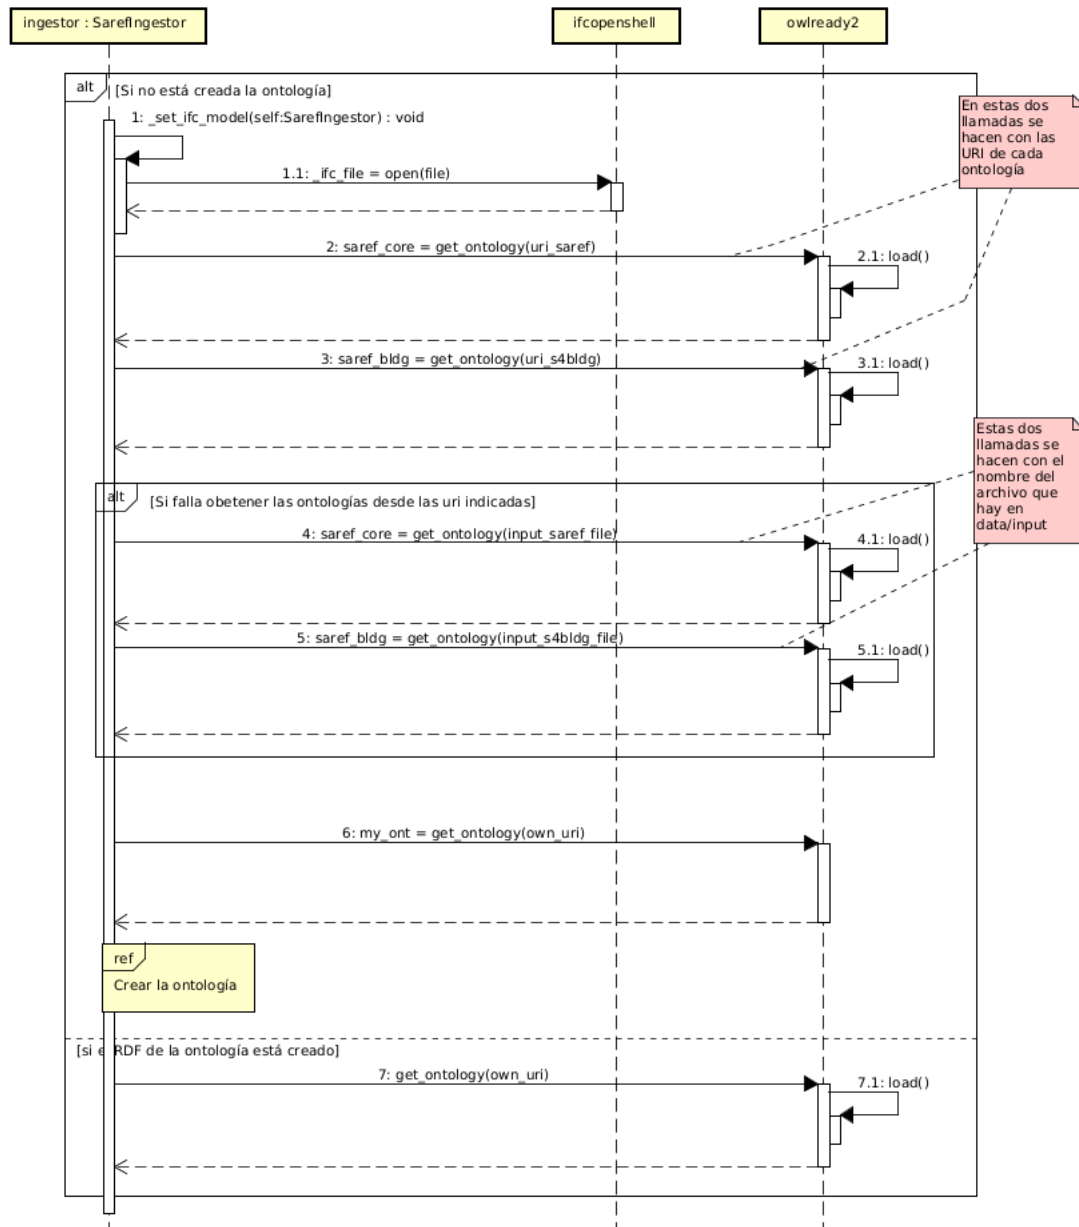 ingestor : SarefIngestor
ifcopenshell
owlready2
alt
[Si no está creada la ontología]
1: _set_ifc_model(self:SarefIngestor) : void
1.1: _ifc_file = open(file)
En estas dos
llamadas se
hacen con las
URI de cada
ontología
2: saref_core = get_ontology(uri_saref)
2.1: load()
3: saref_bldg = get_ontology(uri_s4bldg)
3.1: load()
Estas dos
llamadas se
hacen con el
nombre del
archivo que
hay en
data/input
alt
[Si falla obetener las ontologías desde las uri indicadas]
4: saref_core = get_ontology(input_saref_file)
4.1: load()
5: saref_bldg = get_ontology(input_s4bldg_file)
5.1: load()
6: my_ont = get_ontology(own_uri)
ref
Crear la ontología
[si el RDF de la ontología está creado]
7: get_ontology(own_uri)
7.1: load()